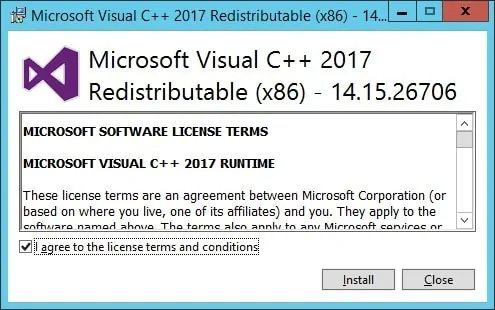 Microsoft Visual C++ 2017 Redistributable (x86) - 14....
Microsoft Visual C++ 2017
Redistributable (x86) - 14.15.26706
MICROSOFT SOFTWARE LICENSE TERMS
MICROSOFT VISUAL C++ 2017 RUNTIME
These license terms are an agreement between Microsoft Corporation (or
based on where you live, one of its affiliates) and you. They apply to the
software named above. The terms also apply to any Microsoft services or
I agree to the license terms and conditions
Install Close